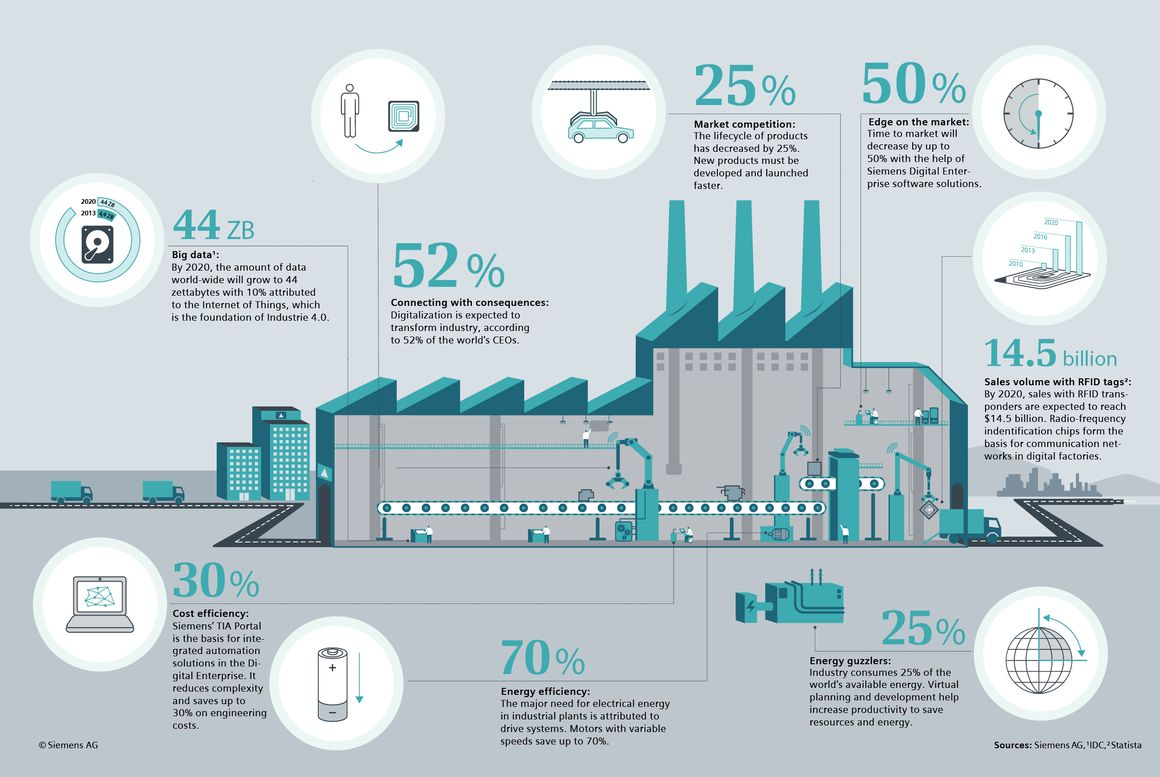 25%
Market competition:
The lifecycle of products
has decreased by 25%.
New products must be
developed and launched
faster.
50%
Edge on the market:
Time to market will
decrease by up to
50% with the help of
Siemens Digital Enter-
prise software solutions.
2020 44 ZB
2013 4.4 ZB
44 ZB
Big data¹:
By 2020, the amount of data
world-wide will grow to 44
zettabytes with 10% attributed
to the Internet of Things, which
is the foundation of Industrie 4.0.
52%
Connecting with consequences:
Digitalization is expected to
transform industry, according
to 52% of the world's CEOs.
2020
2016
2013
2010
14.5 billion
Sales volume with RFID tags²:
By 2020, sales with RFID trans-
ponders are expected to reach
$14.5 billion. Radio-frequency
indentification chips form the
basis for communication net-
works in digital factories.
30%
Cost efficiency:
Siemens' TIA Portal
is the basis for inte-
grated automation
solutions in the Di-
gital Enterprise. It
reduces complexity
and saves up to
30% on engineering
costs.
+
−
70%
Energy efficiency:
The major need for electrical energy
in industrial plants is attributed to
drive systems. Motors with variable
speeds save up to 70%.
25%
Energy guzzlers:
Industry consumes 25% of the
world's available energy. Virtual
planning and development help
increase productivity to save
resources and energy.
© Siemens AG
Sources: Siemens AG, ¹IDC, ²Statista